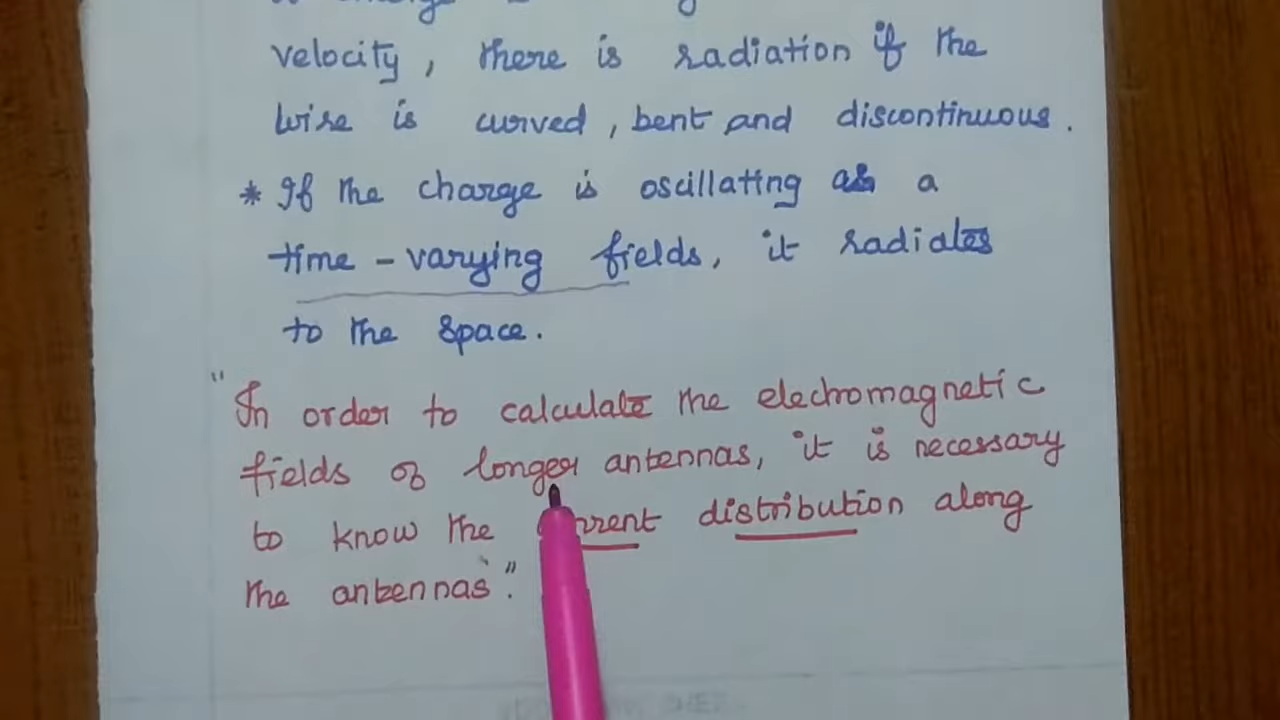 velocity, there is radiation if the
wire is curved, bent and discontinuous.
* If the charge is oscillating as a
time-varying fields, it radiates
to the space.
"In order to calculate the electromagnetic
fields of longer antennas, it is necessary
to know the current distribution along
the antennas".